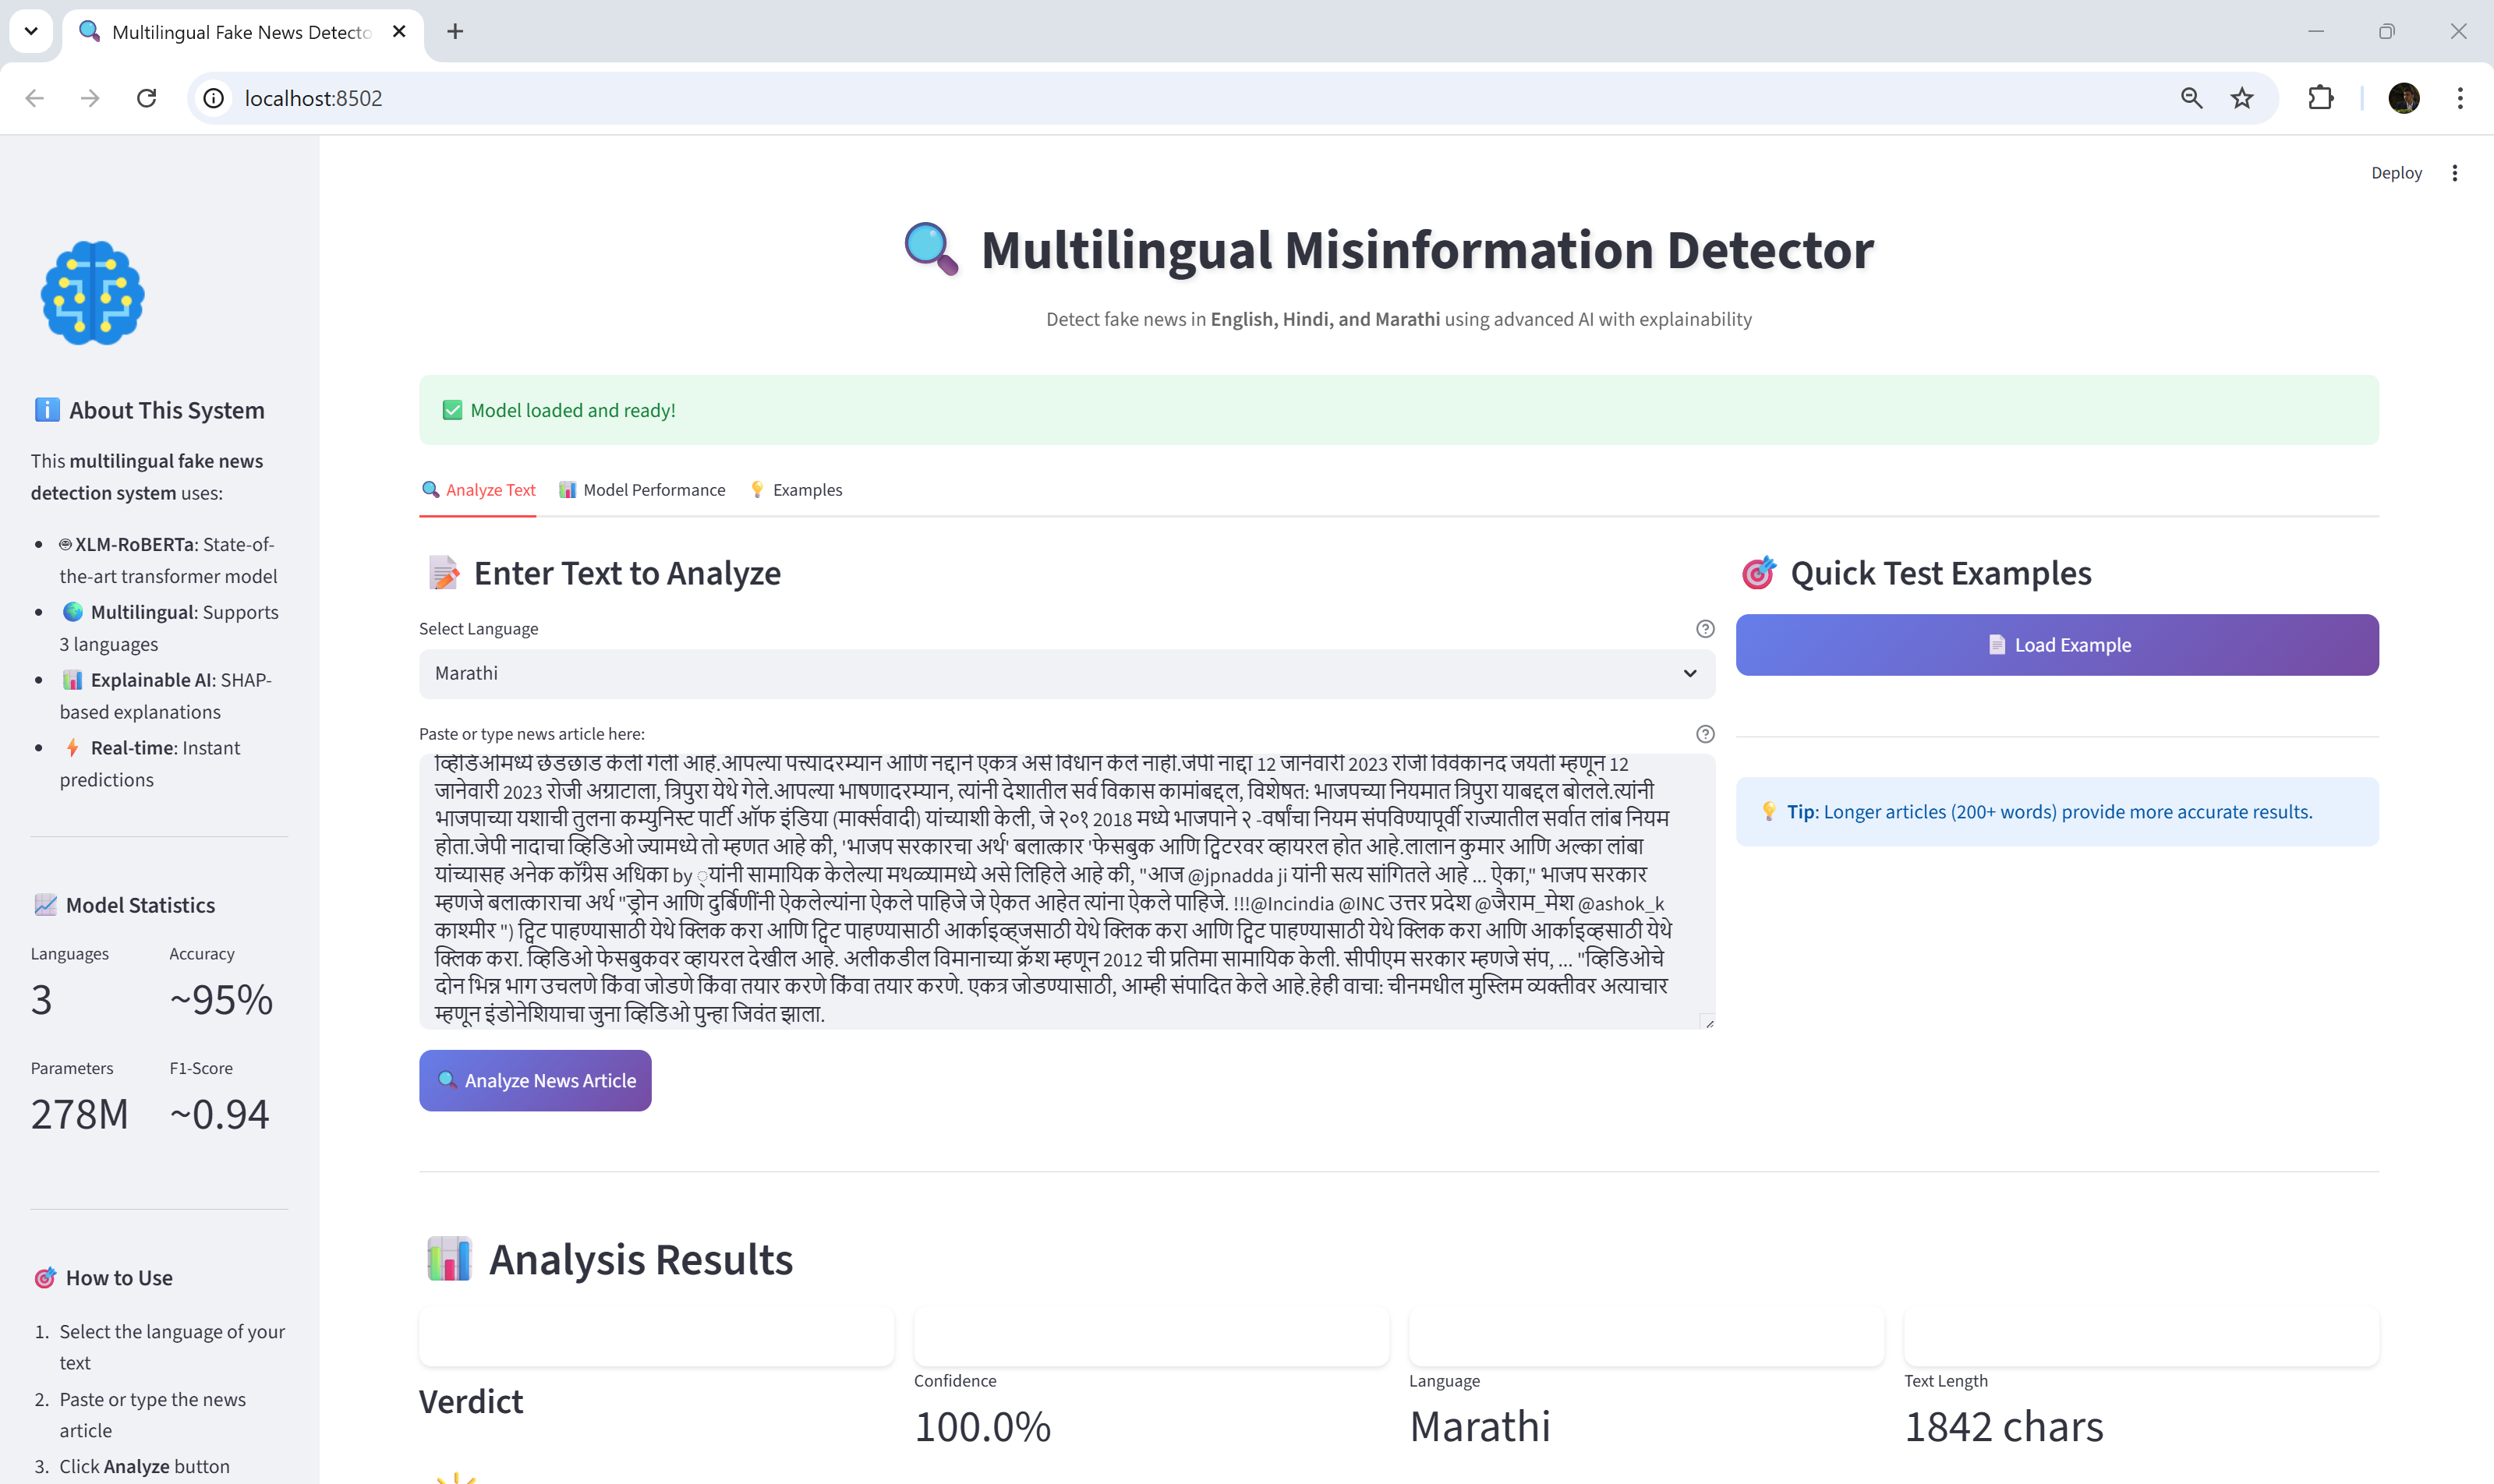 Multilingual Fake News Detecto
localhost:8502
Deploy
Multilingual Misinformation Detector
Detect fake news in English, Hindi, and Marathi using advanced AI with explainability
Model loaded and ready!
About This System
This multilingual fake news
detection system uses:
XLM-RoBERTa: State-of-
the-art transformer model
Multilingual: Supports
3 languages
Explainable AI: SHAP-
based explanations
Real-time: Instant
predictions
Model Statistics
Languages
3
Accuracy
~95%
Parameters
278M
F1-Score
~0.94
How to Use
1. Select the language of your
text
2. Paste or type the news
article
3. Click Analyze button
Analyze Text
Model Performance
Examples
Enter Text to Analyze
Select Language
Marathi
Paste or type news article here:
व्हिडिओमध्ये छेडछाड केली गेली आहे.आपल्या पत्त्यादरम्यान आणि नद्दाने एकत्र असे विधान केले नाही.जेपी नाद्दा 12 जानेवारी 2023 रोजी विवेकानंद जयंती म्हणून 12
जानेवारी 2023 रोजी अग्राटाला, त्रिपुरा येथे गेले.आपल्या भाषणादरम्यान, त्यांनी देशातील सर्व विकास कामांबद्दल, विशेषत: भाजपच्या नियमात त्रिपुरा याबद्दल बोलले.त्यांनी
भाजपाच्या यशाची तुलना कम्युनिस्ट पार्टी ऑफ इंडिया (मार्क्सवादी) यांच्याशी केली, जे २०१ 2018 मध्ये भाजपाने २ -वर्षांचा नियम संपविण्यापूर्वी राज्यातील सर्वात लांब नियम
होता.जेपी नादाचा व्हिडिओ ज्यामध्ये तो म्हणत आहे की, 'भाजप सरकारचा अर्थ' बलात्कार 'फेसबुक आणि ट्विटरवर व्हायरल होत आहे.लालान कुमार आणि अल्का लांबा
यांच्यासह अनेक कॉंग्रेस अधिका by ्यांनी सामायिक केलेल्या मथळ्यामध्ये असे लिहिले आहे की, "आज @jpnadda ji यांनी सत्य सांगितले आहे ... ऐका," भाजप सरकार
म्हणजे बलात्काराचा अर्थ "ड्रोन आणि दुर्बिणींनी ऐकलेल्यांना ऐकले पाहिजे जे ऐकत आहेत त्यांना ऐकले पाहिजे. !!!@Incindia @INC उत्तर प्रदेश @जैराम_मेश @ashok_k
काश्मीर ") ट्विट पाहण्यासाठी येथे क्लिक करा आणि ट्विट पाहण्यासाठी आर्काइव्ह्जसाठी येथे क्लिक करा आणि ट्विट पाहण्यासाठी येथे क्लिक करा आणि आर्काइव्हसाठी येथे
क्लिक करा. व्हिडिओ फेसबुकवर व्हायरल देखील आहे. अलीकडील विमानाच्या क्रॅश म्हणून 2012 ची प्रतिमा सामायिक केली. सीपीएम सरकार म्हणजे संप, ... "व्हिडिओचे
दोन भिन्न भाग उचलणे किंवा जोडणे किंवा तयार करणे किंवा तयार करणे. एकत्र जोडण्यासाठी, आम्ही संपादित केले आहे.हेही वाचा: चीनमधील मुस्लिम व्यक्तीवर अत्याचार
म्हणून इंडोनेशियाचा जुना व्हिडिओ पुन्हा जिवंत झाला.
Analyze News Article
Quick Test Examples
Load Example
Tip: Longer articles (200+ words) provide more accurate results.
Analysis Results
Verdict
Confidence
100.0%
Language
Marathi
Text Length
1842 chars